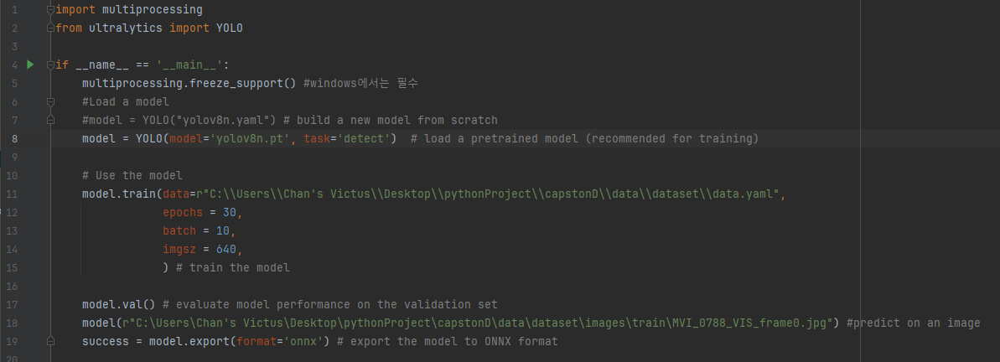 1 import multiprocessing
2 from ultralytics import YOLO
3
4 if __name__ == '__main__':
5 multiprocessing.freeze_support() #windows에서는 필수
6 #Load a model
7 #model = YOLO("yolov8n.yaml") # build a new model from scratch
8 model = YOLO(model='yolov8n.pt', task='detect')  # load a pretrained model (recommended for training)
9
10 # Use the model
11 model.train(data=r"C:\\Users\\Chan's Victus\\Desktop\\pythonProject\\capstonD\\data\\dataset\\data.yaml",
12 epochs = 30,
13 batch = 10,
14 imgsz = 640,
15 ) # train the model
16
17 model.val() # evaluate model performance on the validation set
18 model(r"C:\Users\Chan's Victus\Desktop\pythonProject\capstonD\data\dataset\images\train\MVI_0788_VIS_frame0.jpg") #predict on an image
19 success = model.export(format='onnx') # export the model to ONNX format
20